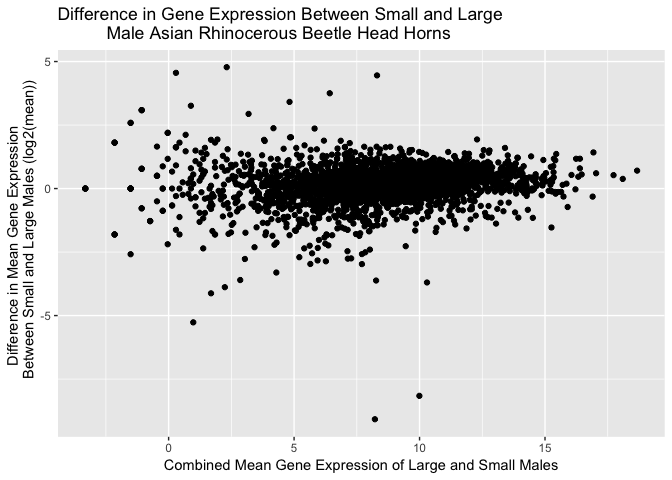 Difference in Gene Expression Between Small and Large
Male Asian Rhinocerous Beetle Head Horns
Difference in Mean Gene Expression
Between Small and Large Males (log2(mean))
5
0
-5
0
5
10
15
Combined Mean Gene Expression of Large and Small Males